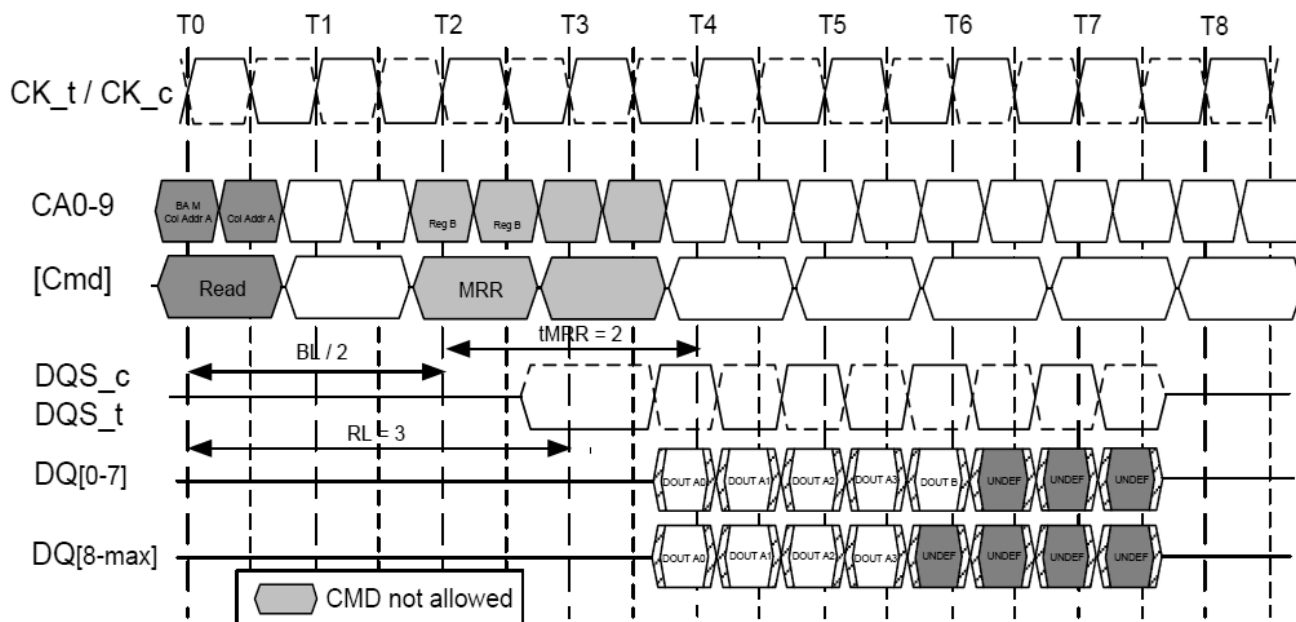 T0 T1 T2 T3 T4 T5 T6 T7 T8
CK_t / CK_c
CA0-9
BA M
Col Addr A
Col Addr A
Reg B
Reg B
[Cmd]
Read
MRR
tMRR = 2
BL / 2
DQS_c
DQS_t
RL = 3
DQ[0-7]
DOUT A0 DOUT A1 DOUT A2 DOUT A3 DOUT B UNDEF UNDEF UNDEF
DQ[8-max]
DOUT A0 DOUT A1 DOUT A2 DOUT A3 UNDEF UNDEF UNDEF UNDEF
CMD not allowed